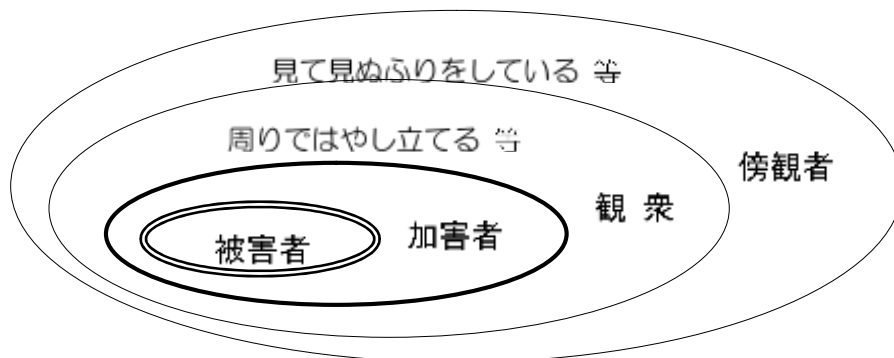 見て見ぬふりをしている 等
周りではやし立てる 等
傍観者
観 衆
加害者
被害者